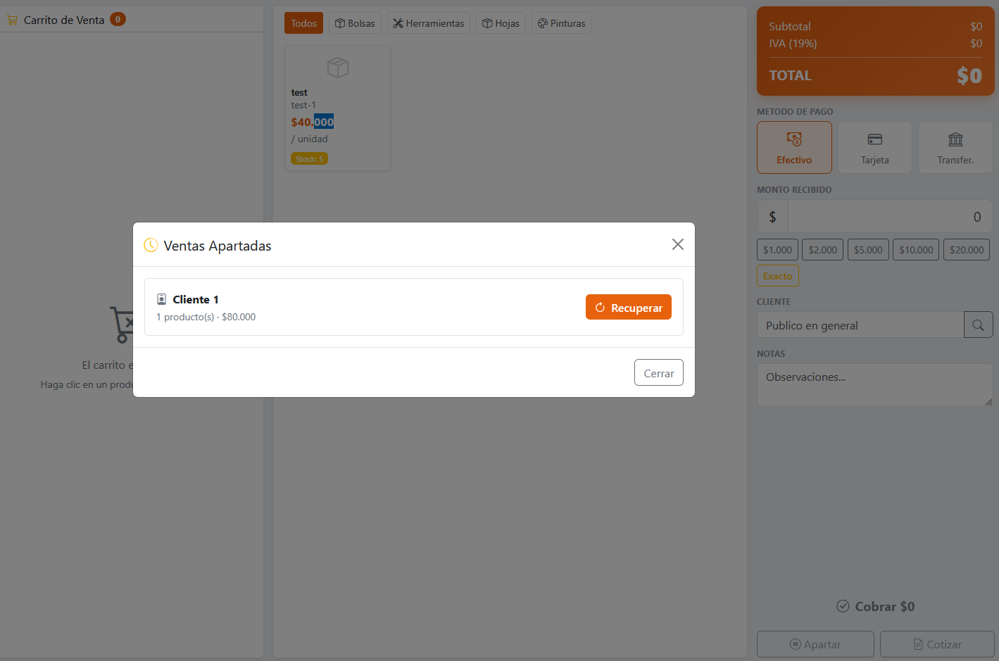 Carrito de Venta 0
El carrito e
Haga clic en un produ
Todos Bolsas Herramientas Hojas Pinturas
test
test-1
$40.000
/ unidad
Stock: 5
Ventas Apartadas
Cliente 1
1 producto(s) · $80.000
Recuperar
Cerrar
Subtotal $0
IVA (19%) $0
TOTAL $0
METODO DE PAGO
Efectivo Tarjeta Transfer.
MONTO RECIBIDO
$ 0
$1.000 $2.000 $5.000 $10.000 $20.000
Exacto
CLIENTE
Publico en general
NOTAS
Observaciones...
Cobrar $0
Apartar Cotizar